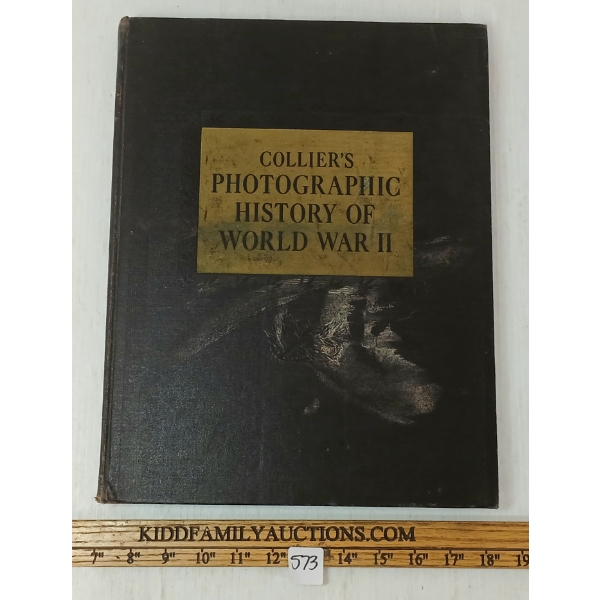 COLLIER'S
PHOTOGRAPHIC
HISTORY OF
WORLD WAR II
KIDDFAMILYAUCTIONS.COM
7" 8" 9" 10" 11" 12" 573 14" 15" 16" 17" 18" 19